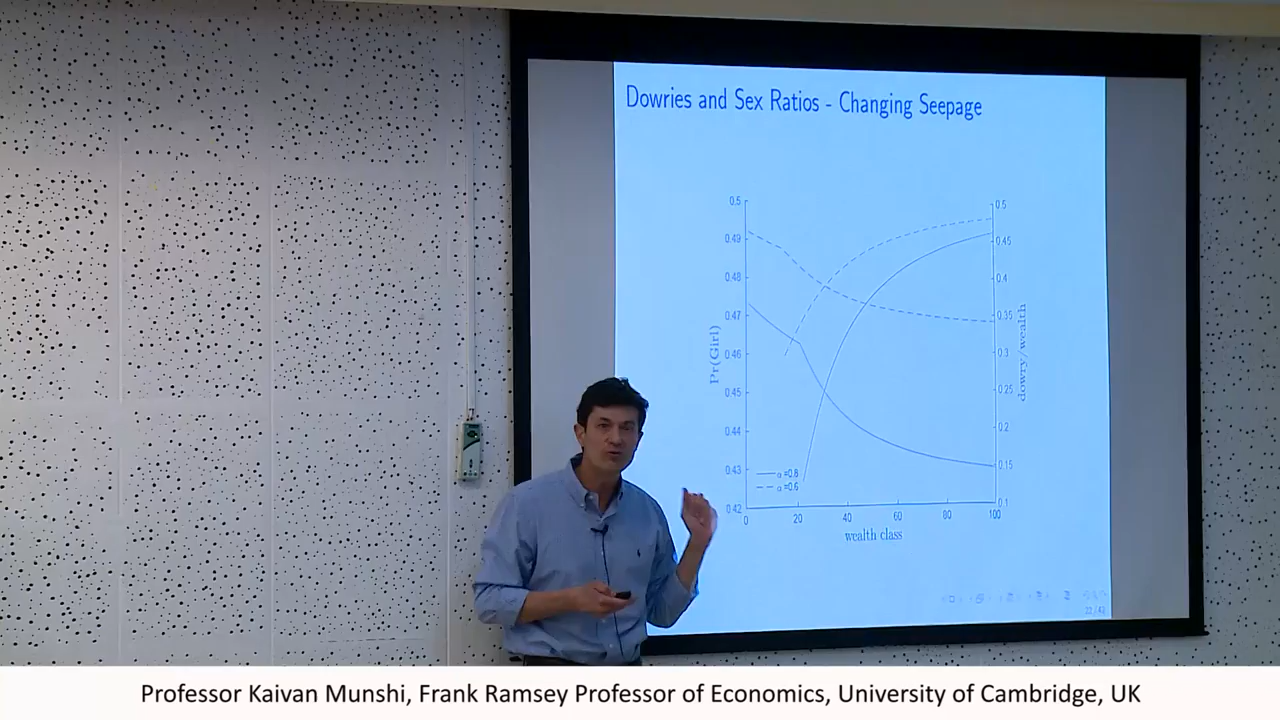 Dowries and Sex Ratios - Changing Seepage
0.5
0.49
0.48
0.47
0.46
0.45
0.44
0.43
0.42
Pr(Girl)
0.5
0.45
0.4
0.35
0.3
0.25
0.2
0.15
0.1
dowry/wealth
α =0.8
α =0.6
0 20 40 60 80 100
wealth class
22/43
Professor Kaivan Munshi, Frank Ramsey Professor of Economics, University of Cambridge, UK